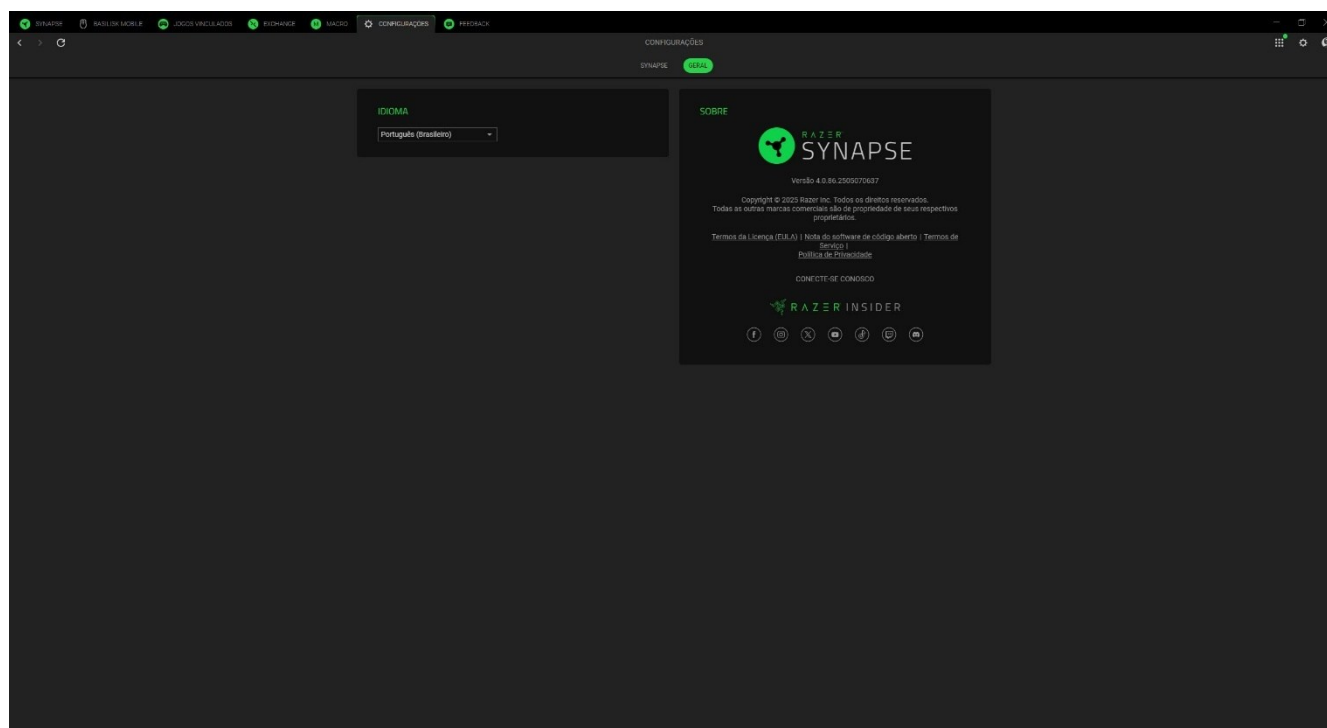 SYNAPSE
BASILISK MOBILE
JOGOS VINCULADOS
EXCHANGE
MACRO
CONFIGURAÇÕES
FEEDBACK
CONFIGURAÇÕES
SYNAPSE
GERAL
IDIOMA
Português (Brasileiro)
SOBRE
RAZER
SYNAPSE
Versão 4.0.86.2505070637
Copyright © 2025 Razer Inc. Todos os direitos reservados.
Todas as outras marcas comerciais são de propriedade de seus respectivos
proprietários.
Termos da Licença (EULA) | Nota do software de código aberto | Termos de
Serviço |
Política de Privacidade
CONECTE-SE CONOSCO
RAZER INSIDER